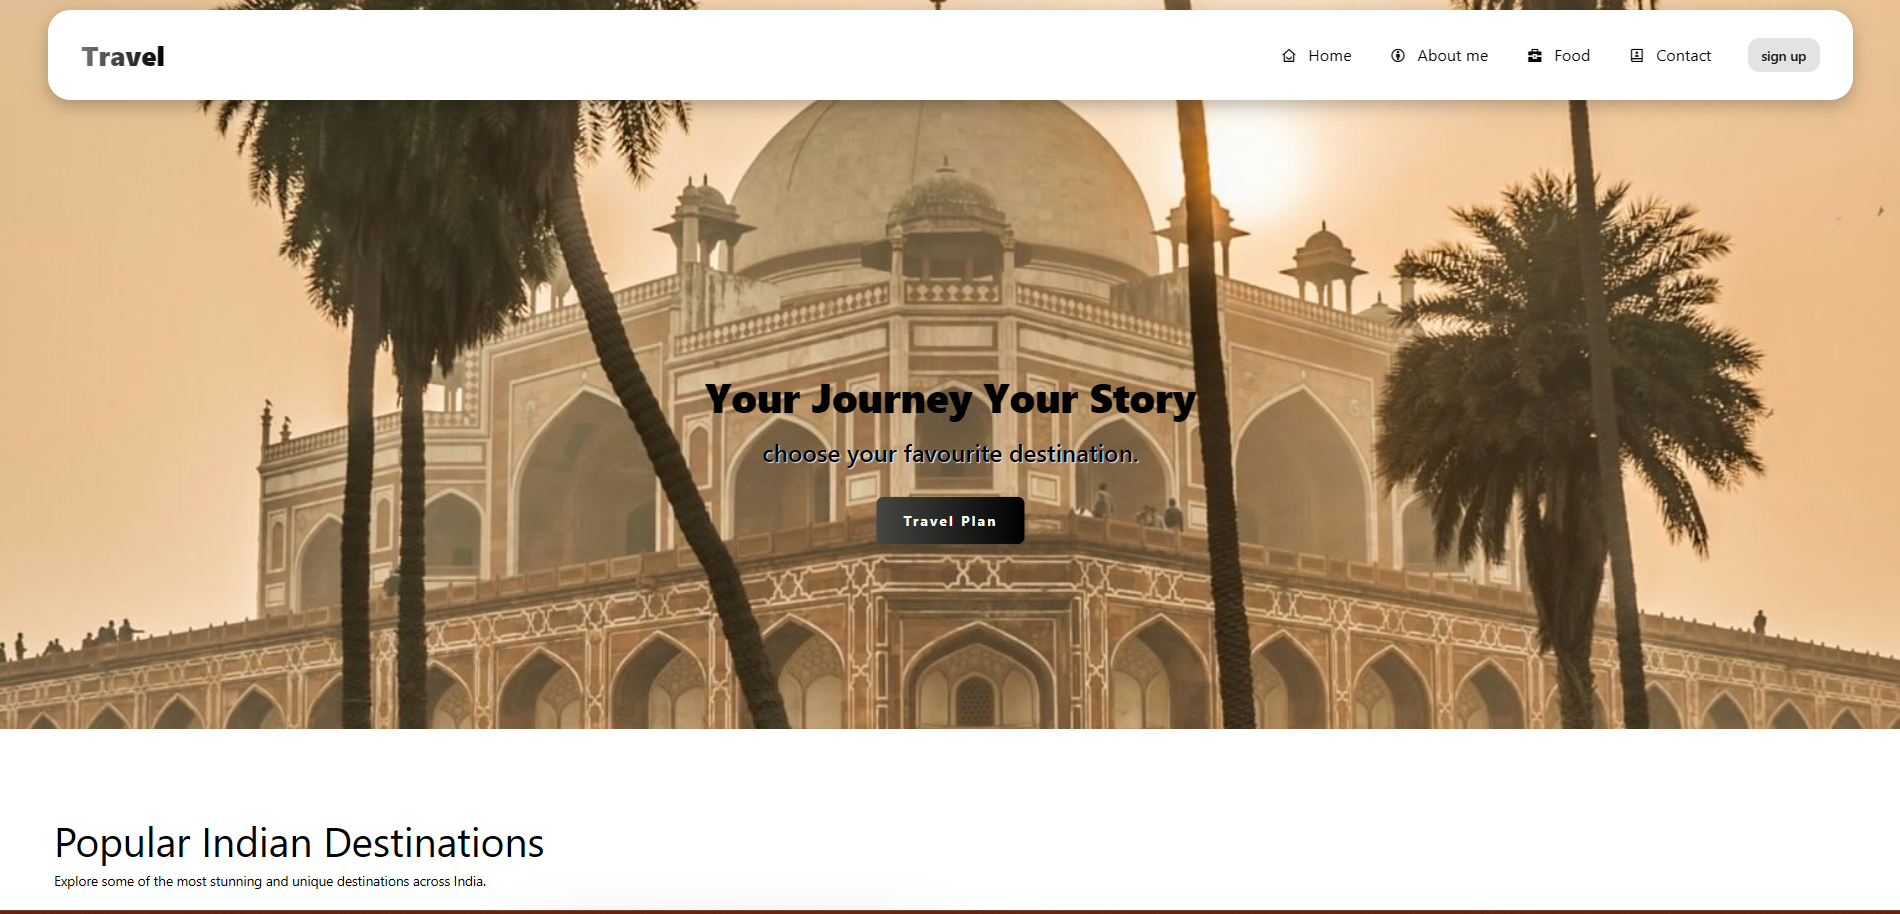 Travel
Home
About me
Food
Contact
sign up
Your Journey Your Story
choose your favourite destination.
Travel Plan
Popular Indian Destinations
Explore some of the most stunning and unique destinations across India.